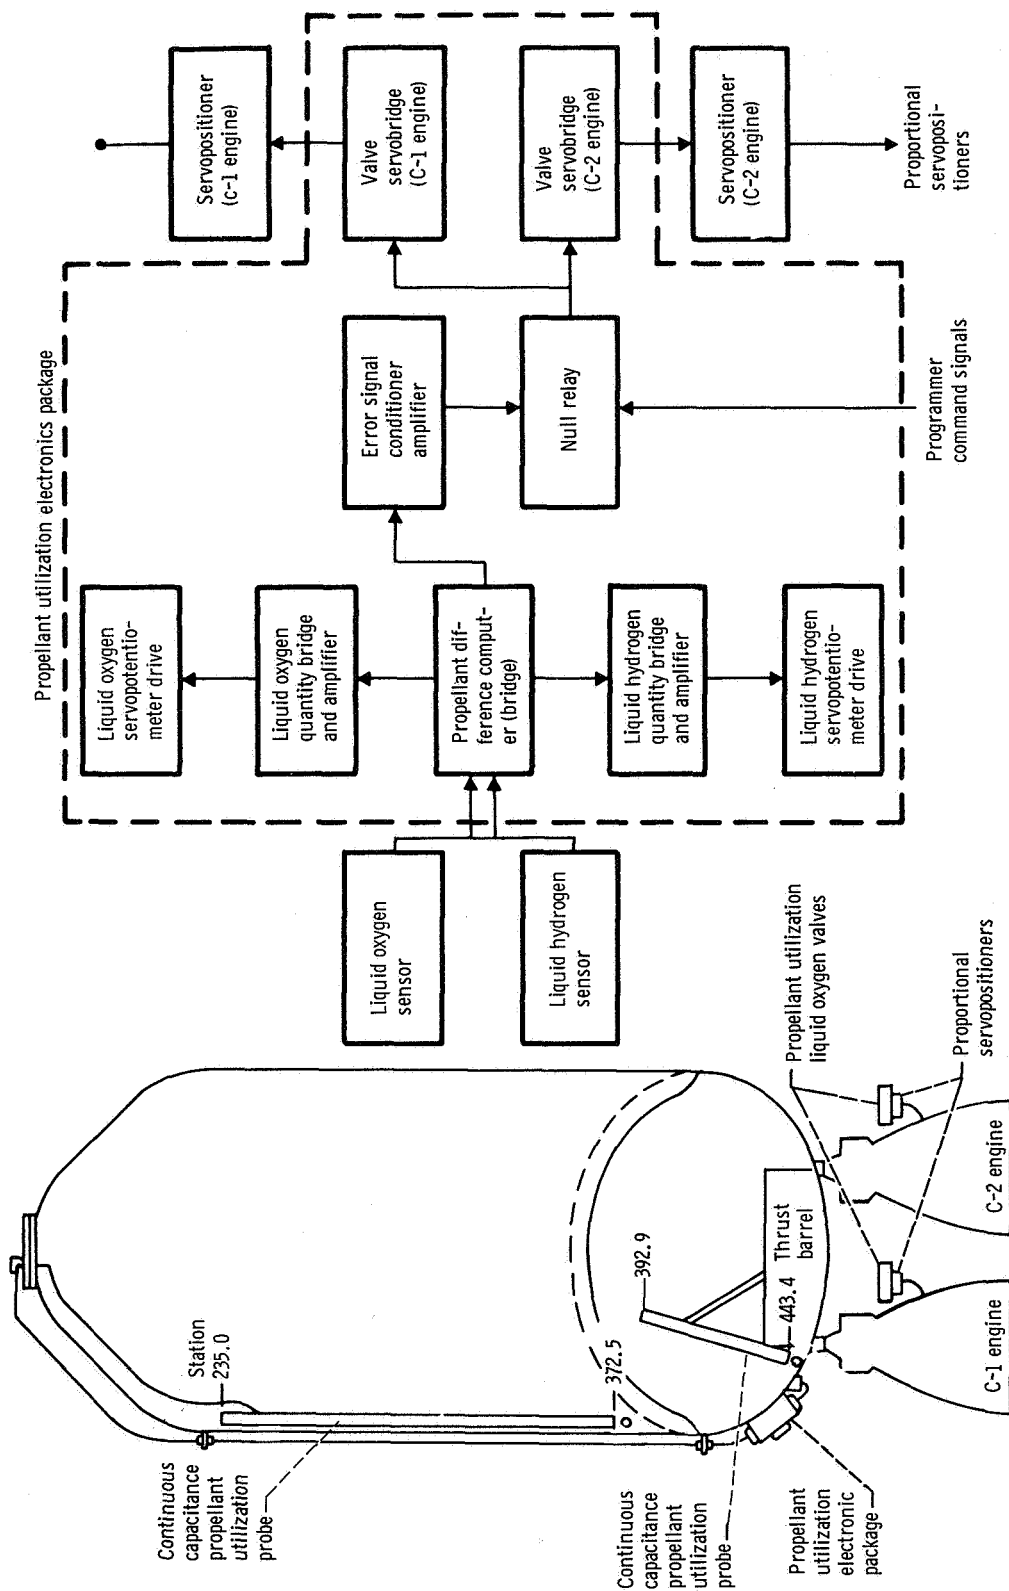 Continuous
capacitance
propellant
utilization
probe
Station
235.0
372.5
Continuous
capacitance
propellant
utilization
probe
Propellant
utilization
electronic
package
392.9
443.4
Thrust
barrel
C-1 engine
C-2 engine
Propellant utilization
liquid oxygen valves
Proportional
servopositioners
Propellant utilization electronics package
Liquid oxygen
sensor
Liquid hydrogen
sensor
Liquid oxygen
servopotentio-
meter drive
Liquid oxygen
quantity bridge
and amplifier
Propellant dif-
ference comput-
er (bridge)
Liquid hydrogen
quantity bridge
and amplifier
Liquid hydrogen
servopotentio-
meter drive
Error signal
conditioner
amplifier
Null relay
Programmer
command signals
Servopositioner
(c-1 engine)
Valve
servobridge
(C-1 engine)
Valve
servobridge
(C-2 engine)
Servopositioner
(C-2 engine)
Proportional
servoposi-
tioners